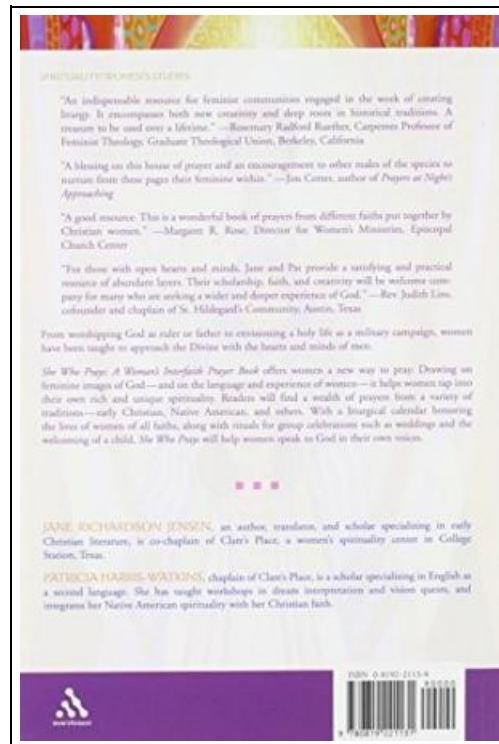 SPIRITUALITY/WOMEN'S STUDIES
"An indispensable resource for feminist communities engaged in the work of creating
liturgy. It encompasses both new creativity and deep roots in historical traditions. A
treasure to be used over a lifetime." —Rosemary Radford Ruether, Carpenter Professor of
Feminist Theology, Graduate Theological Union, Berkeley, California
"A blessing on this house of prayer and an encouragement to other males of the species to
nurture from these pages their feminine within." —Jim Cotter, author of Prayers at Night's
Approaching
"A good resource. This is a wonderful book of prayers from different faiths put together by
Christian women." —Margaret R. Rose, Director for Women's Ministries, Episcopal
Church Center
"For those with open hearts and minds, Jane and Pat provide a satisfying and practical
resource of abundant layers. Their scholarship, faith, and creativity will be welcome com-
pany for many who are seeking a wider and deeper experience of God." —Rev. Judith Liro,
cofounder and chaplain of St. Hildegard's Community, Austin, Texas
From worshipping God as ruler or father to envisioning a holy life as a military campaign, women
have been taught to approach the Divine with the hearts and minds of men.
She Who Prays: A Woman's Interfaith Prayer Book offers women a new way to pray. Drawing on
feminine images of God—and on the language and experience of women—it helps women tap into
their own rich and unique spirituality. Readers will find a wealth of prayers from a variety of
traditions—early Christian, Native American, and others. With a liturgical calendar honoring
the lives of women of all faiths, along with rituals for group celebrations such as weddings and the
welcoming of a child, She Who Prays will help women speak to God in their own voices.
JANE RICHARDSON JENSEN, an author, translator, and scholar specializing in early
Christian literature, is co-chaplain of Clare's Place, a women's spirituality center in College
Station, Texas.
PATRICIA HARRIS-WATKINS, chaplain of Clare's Place, is a scholar specializing in English as
a second language. She has taught workshops in dream interpretation and vision quests, and
integrates her Native American spirituality with her Christian faith.
ISBN 0-8192-2113-9
90000
9 780819 221131